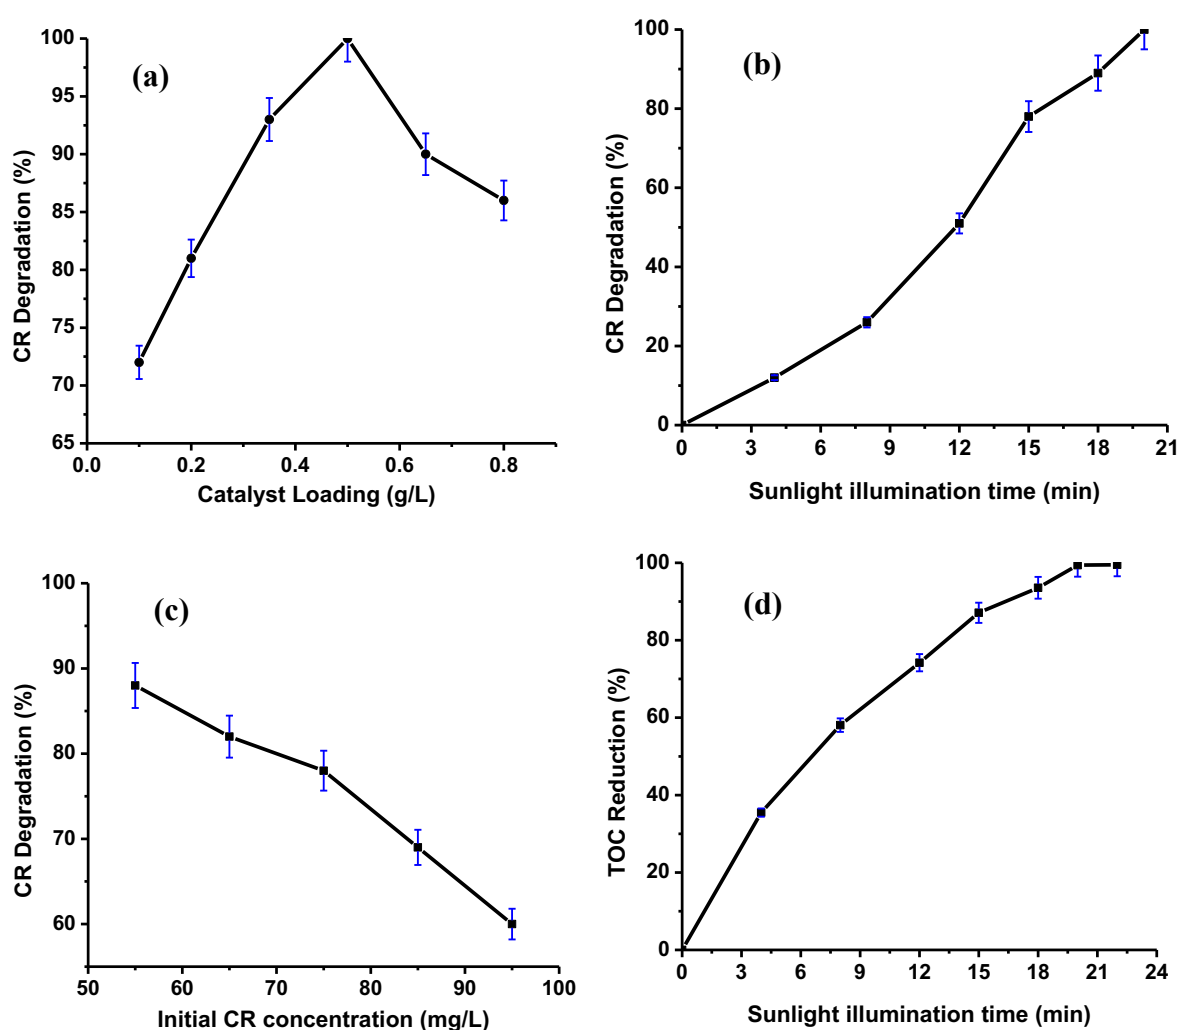 (a)
CR Degradation (%)
100
95
90
85
80
75
70
65
0.0 0.2 0.4 0.6 0.8
Catalyst Loading (g/L)
(b)
CR Degradation (%)
100
80
60
40
20
0
0 3 6 9 12 15 18 21
Sunlight illumination time (min)
(c)
CR Degradation (%)
100
90
80
70
60
50 60 70 80 90 100
Initial CR concentration (mg/L)
(d)
TOC Reduction (%)
100
80
60
40
20
0
0 3 6 9 12 15 18 21 24
Sunlight illumination time (min)